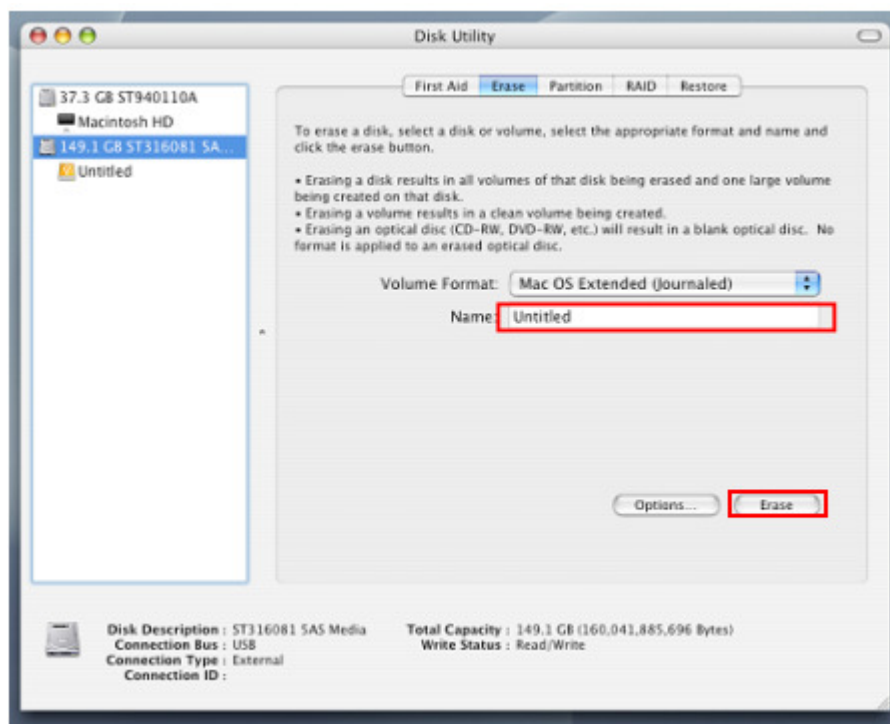 Disk Utility
37.3 GB ST940110A
Macintosh HD
149.1 GB ST316081 5A...
Untitled
First Aid Erase Partition RAID Restore
To erase a disk, select a disk or volume, select the appropriate format and name and
click the erase button.
• Erasing a disk results in all volumes of that disk being erased and one large volume
being created on that disk.
• Erasing a volume results in a clean volume being created.
• Erasing an optical disc (CD-RW, DVD-RW, etc.) will result in a blank optical disc. No
format is applied to an erased optical disc.
Volume Format: Mac OS Extended (Journaled)
Name: Untitled
Options... Erase
Disk Description : ST316081 5AS Media Total Capacity : 149.1 GB (160,041,885,696 Bytes)
Connection Bus : USB Write Status : Read/Write
Connection Type : External
Connection ID :